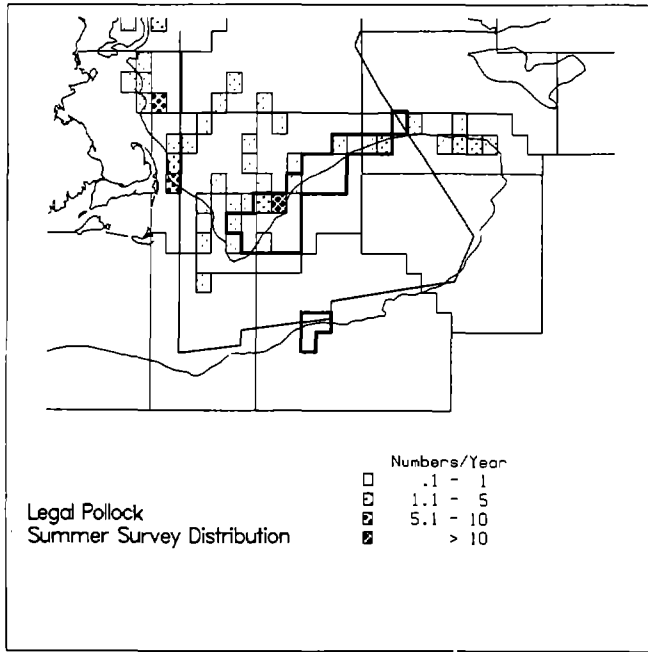 Numbers/Year
.1 - 1
1.1 - 5
5.1 - 10
> 10
Legal Pollock
Summer Survey Distribution